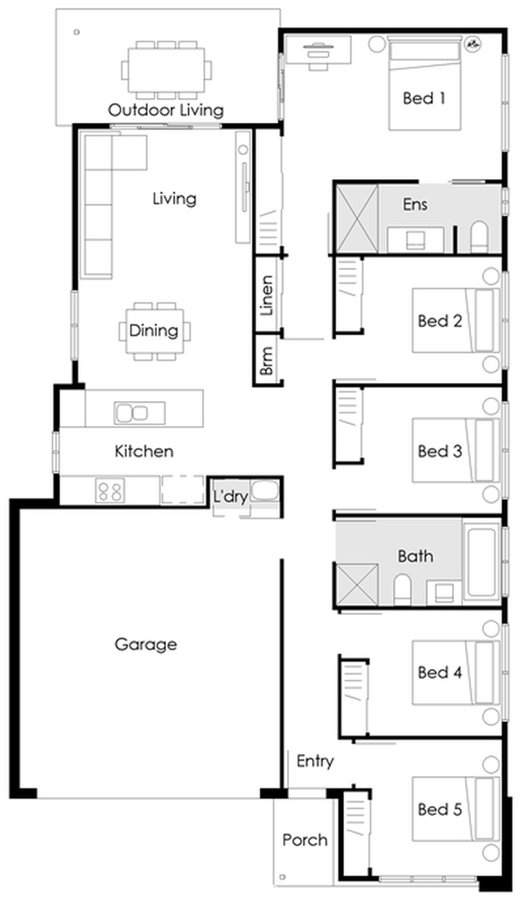 Outdoor Living
Bed 1
Living
Ens
Linen
Bed 2
Dining
Brm
Kitchen
Bed 3
L'dry
Bath
Garage
Bed 4
Entry
Bed 5
Porch